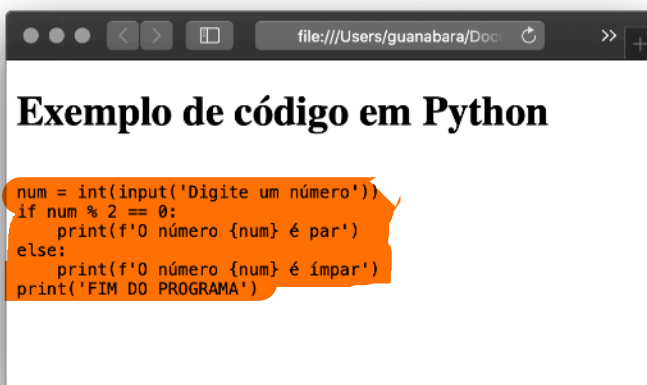 file:///Users/guanabara/Doc
Exemplo de código em Python
num = int(input('Digite um número'))
if num % 2 == 0:
    print(f'O número {num} é par')
else:
    print(f'O número {num} é ímpar')
print('FIM DO PROGRAMA')